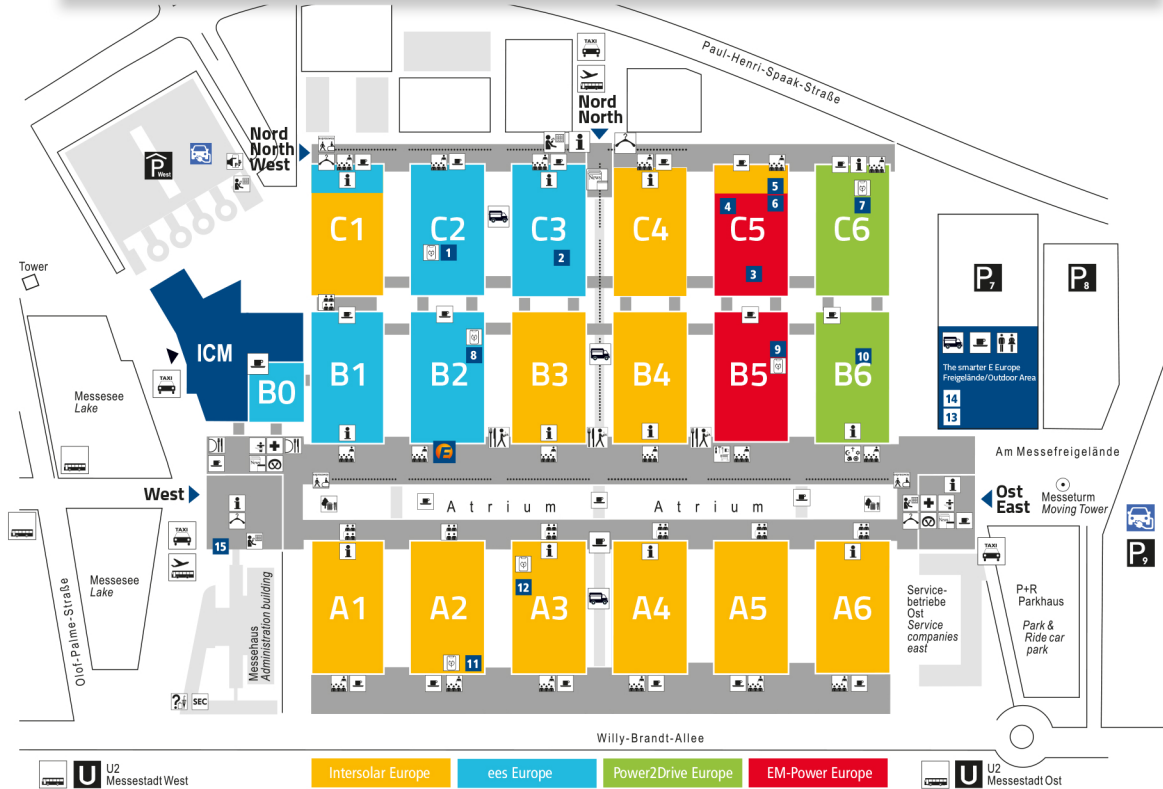 Paul-Henri-Spaak-Straße
TAXI
Nord
North
Nord
North
West
P
West
i
News
C1
C2
C3
C4
C5
C6
1
2
3
4
5
6
7
Tower
P7
P8
ICM
B0
B1
B2
B3
B4
B5
B6
8
9
10
TAXI
Messesee
Lake
The smarter E Europe
Freigelände/Outdoor Area
14
13
Am Messefreigelände
West
Atrium
Atrium
Ost
East
Messeturm
Moving Tower
TAXI
15
TAXI
P9
Messesee
Lake
Olof-Palme-Straße
Messehaus
Administration building
A1
A2
A3
A4
A5
A6
12
11
Service-
betriebe
Ost
Service
companies
east
P+R
Parkhaus
Park &
Ride car
park
?
SEC
Willy-Brandt-Allee
U
U2
Messestadt West
Intersolar Europe
ees Europe
Power2Drive Europe
EM-Power Europe
U
U2
Messestadt Ost